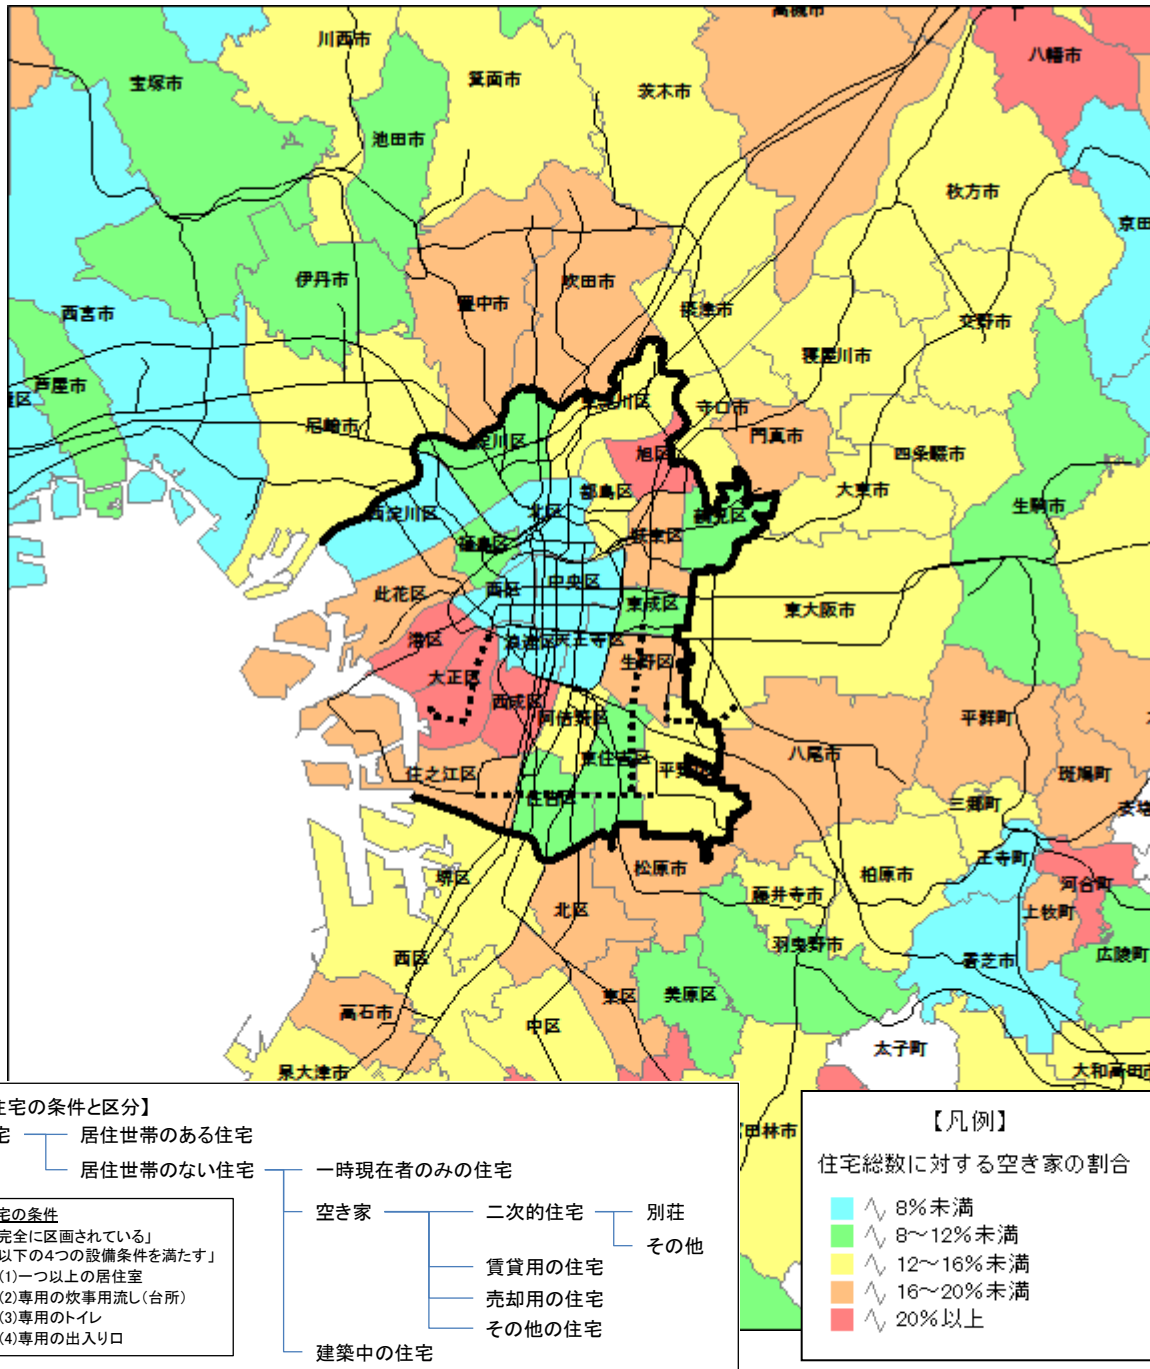 高槻市
川西市
八幡市
宝塚市
箕面市
茨木市
池田市
枚方市
京田
伊丹市
吹田市
豊中市
摂津市
西宮市
交野市
寝屋川市
芦屋市
区
淀川区
守口市
尼崎市
門真市
淀川区
旭区
四条畷市
都島区
大東市
西淀川区
北区
鶴見区
生駒市
福島区
城東区
中央区
此花区
西区
東成区
東大阪市
港区
浪速区
天王寺区
生野区
大正区
西成区
阿倍野区
平群町
東住吉区
八尾市
住之江区
平野区
斑鳩町
住吉区
三郷町
安堵
王寺町
松原市
柏原市
堺区
河合町
藤井寺市
北区
上牧町
羽曳野市
西区
香芝市
広陵町
東区
美原区
高石市
中区
太子町
泉大津市
大和高田市
田林市
住宅の条件と区分】
宅
居住世帯のある住宅
居住世帯のない住宅
一時現在者のみの住宅
空き家
二次的住宅
別荘
その他
賃貸用の住宅
売却用の住宅
その他の住宅
建築中の住宅
宅の条件
完全に区画されている」
以下の4つの設備条件を満たす」
(1)一つ以上の居住室
(2)専用の炊事用流し(台所)
(3)専用のトイレ
(4)専用の出入り口
【凡例】
住宅総数に対する空き家の割合
8%未満
8～12%未満
12～16%未満
16～20%未満
20%以上